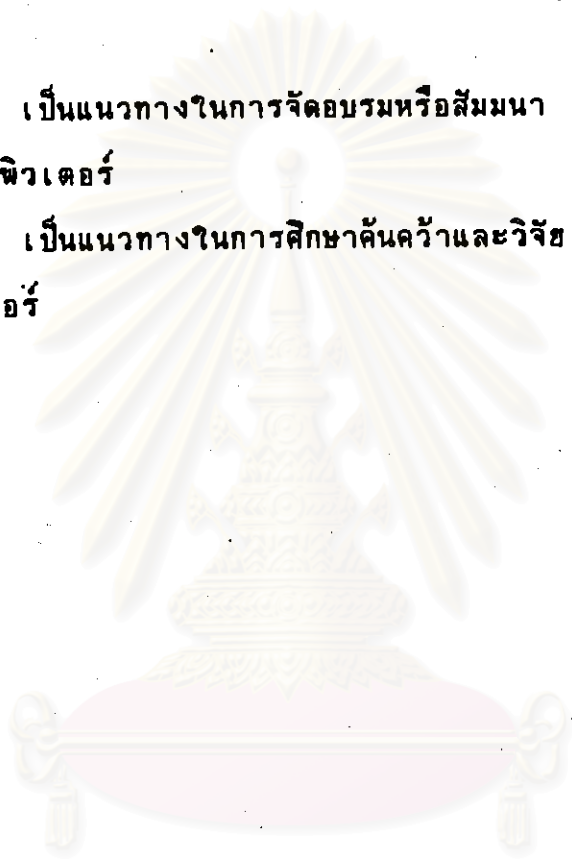 เป็นแนวทางในการจัดอบรมหรือสัมมนา
พิวเตอร์
เป็นแนวทางในการศึกษาค้นคว้าและวิจัย
อร์